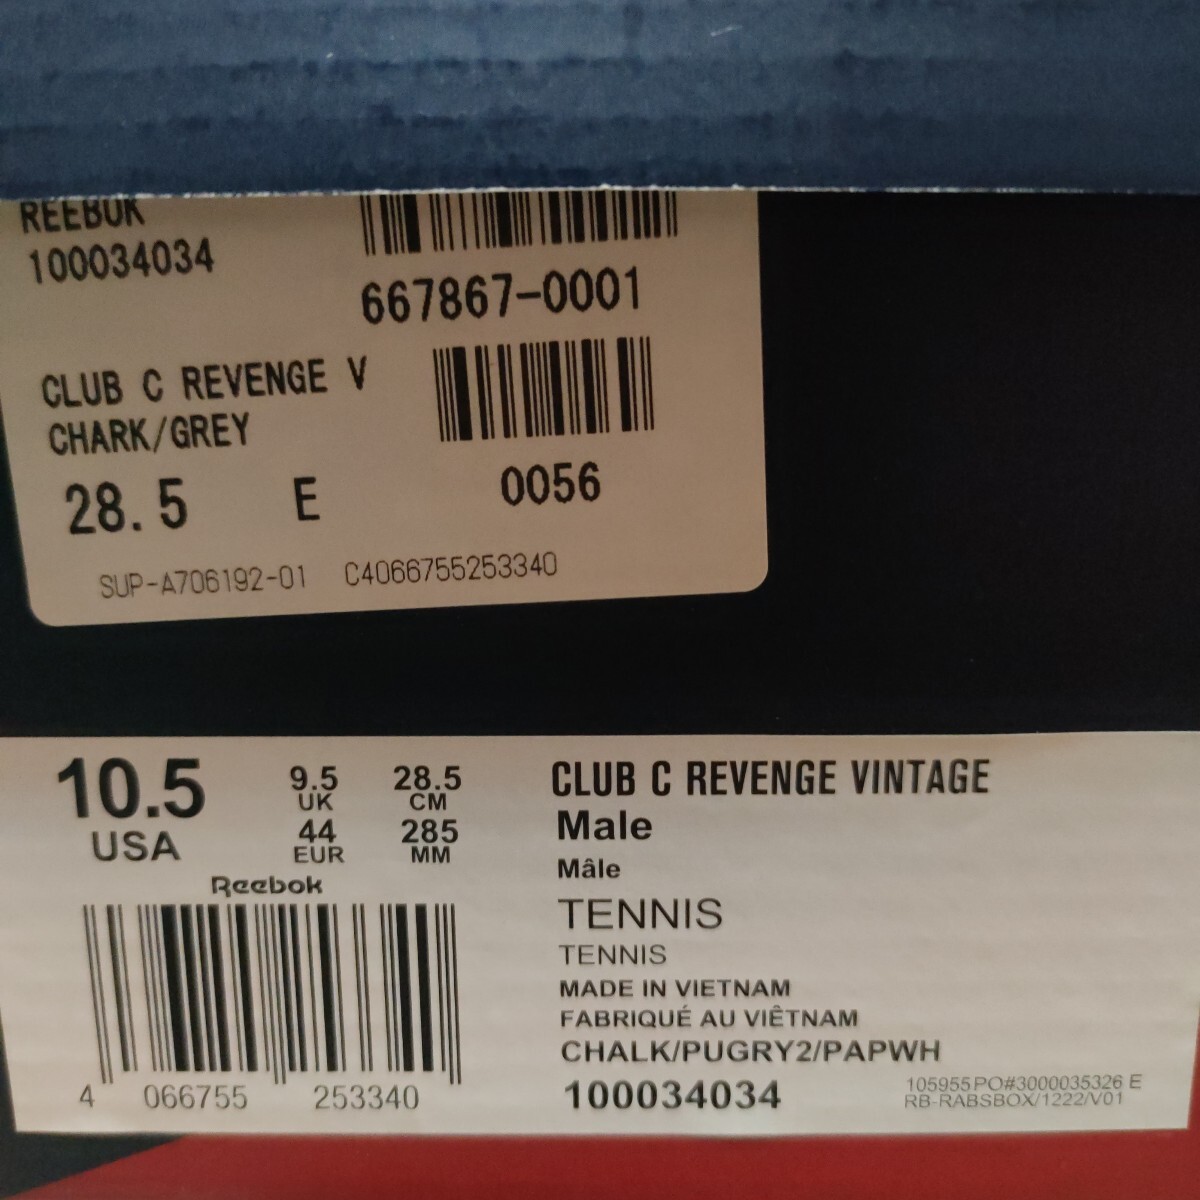 REEBOK
100034034
667867-0001
CLUB C REVENGE V
CHARK/GREY
28.5 E
0056
SUP-A706192-01 C4066755253340
10.5
USA
9.5
UK
28.5
CM
44
EUR
285
MM
Reebok
4 066755 253340
CLUB C REVENGE VINTAGE
Male
Mâle
TENNIS
TENNIS
MADE IN VIETNAM
FABRIQUÉ AU VIÊTNAM
CHALK/PUGRY2/PAPWH
100034034
105955 PO#3000035326 E
RB-RABSBOX/1222/V01